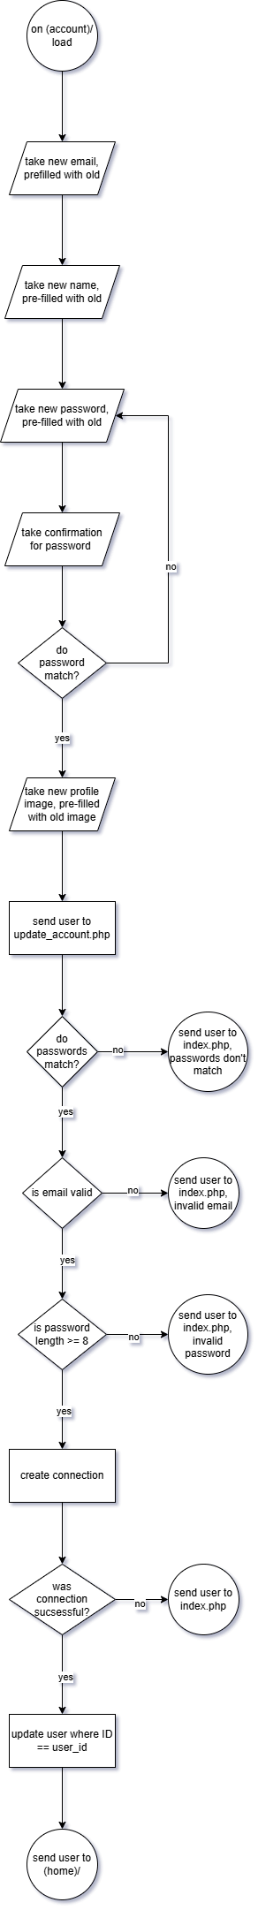 on (account)/
load
take new email,
prefilled with old
take new name,
pre-filled with old
take new password,
pre-filled with old
take confirmation
for password
no
do
password
match?
yes
take new profile
image, pre-filled
with old image
send user to
update_account.php
do
passwords
match?
no
send user to
index.php,
passwords don't
match
yes
is email valid
no
send user to
index.php,
invalid email
yes
is password
length >= 8
no
send user to
index.php,
invalid
password
yes
create connection
was
connection
sucsessful?
no
send user to
index.php
yes
update user where ID
== user_id
send user to
(home)/